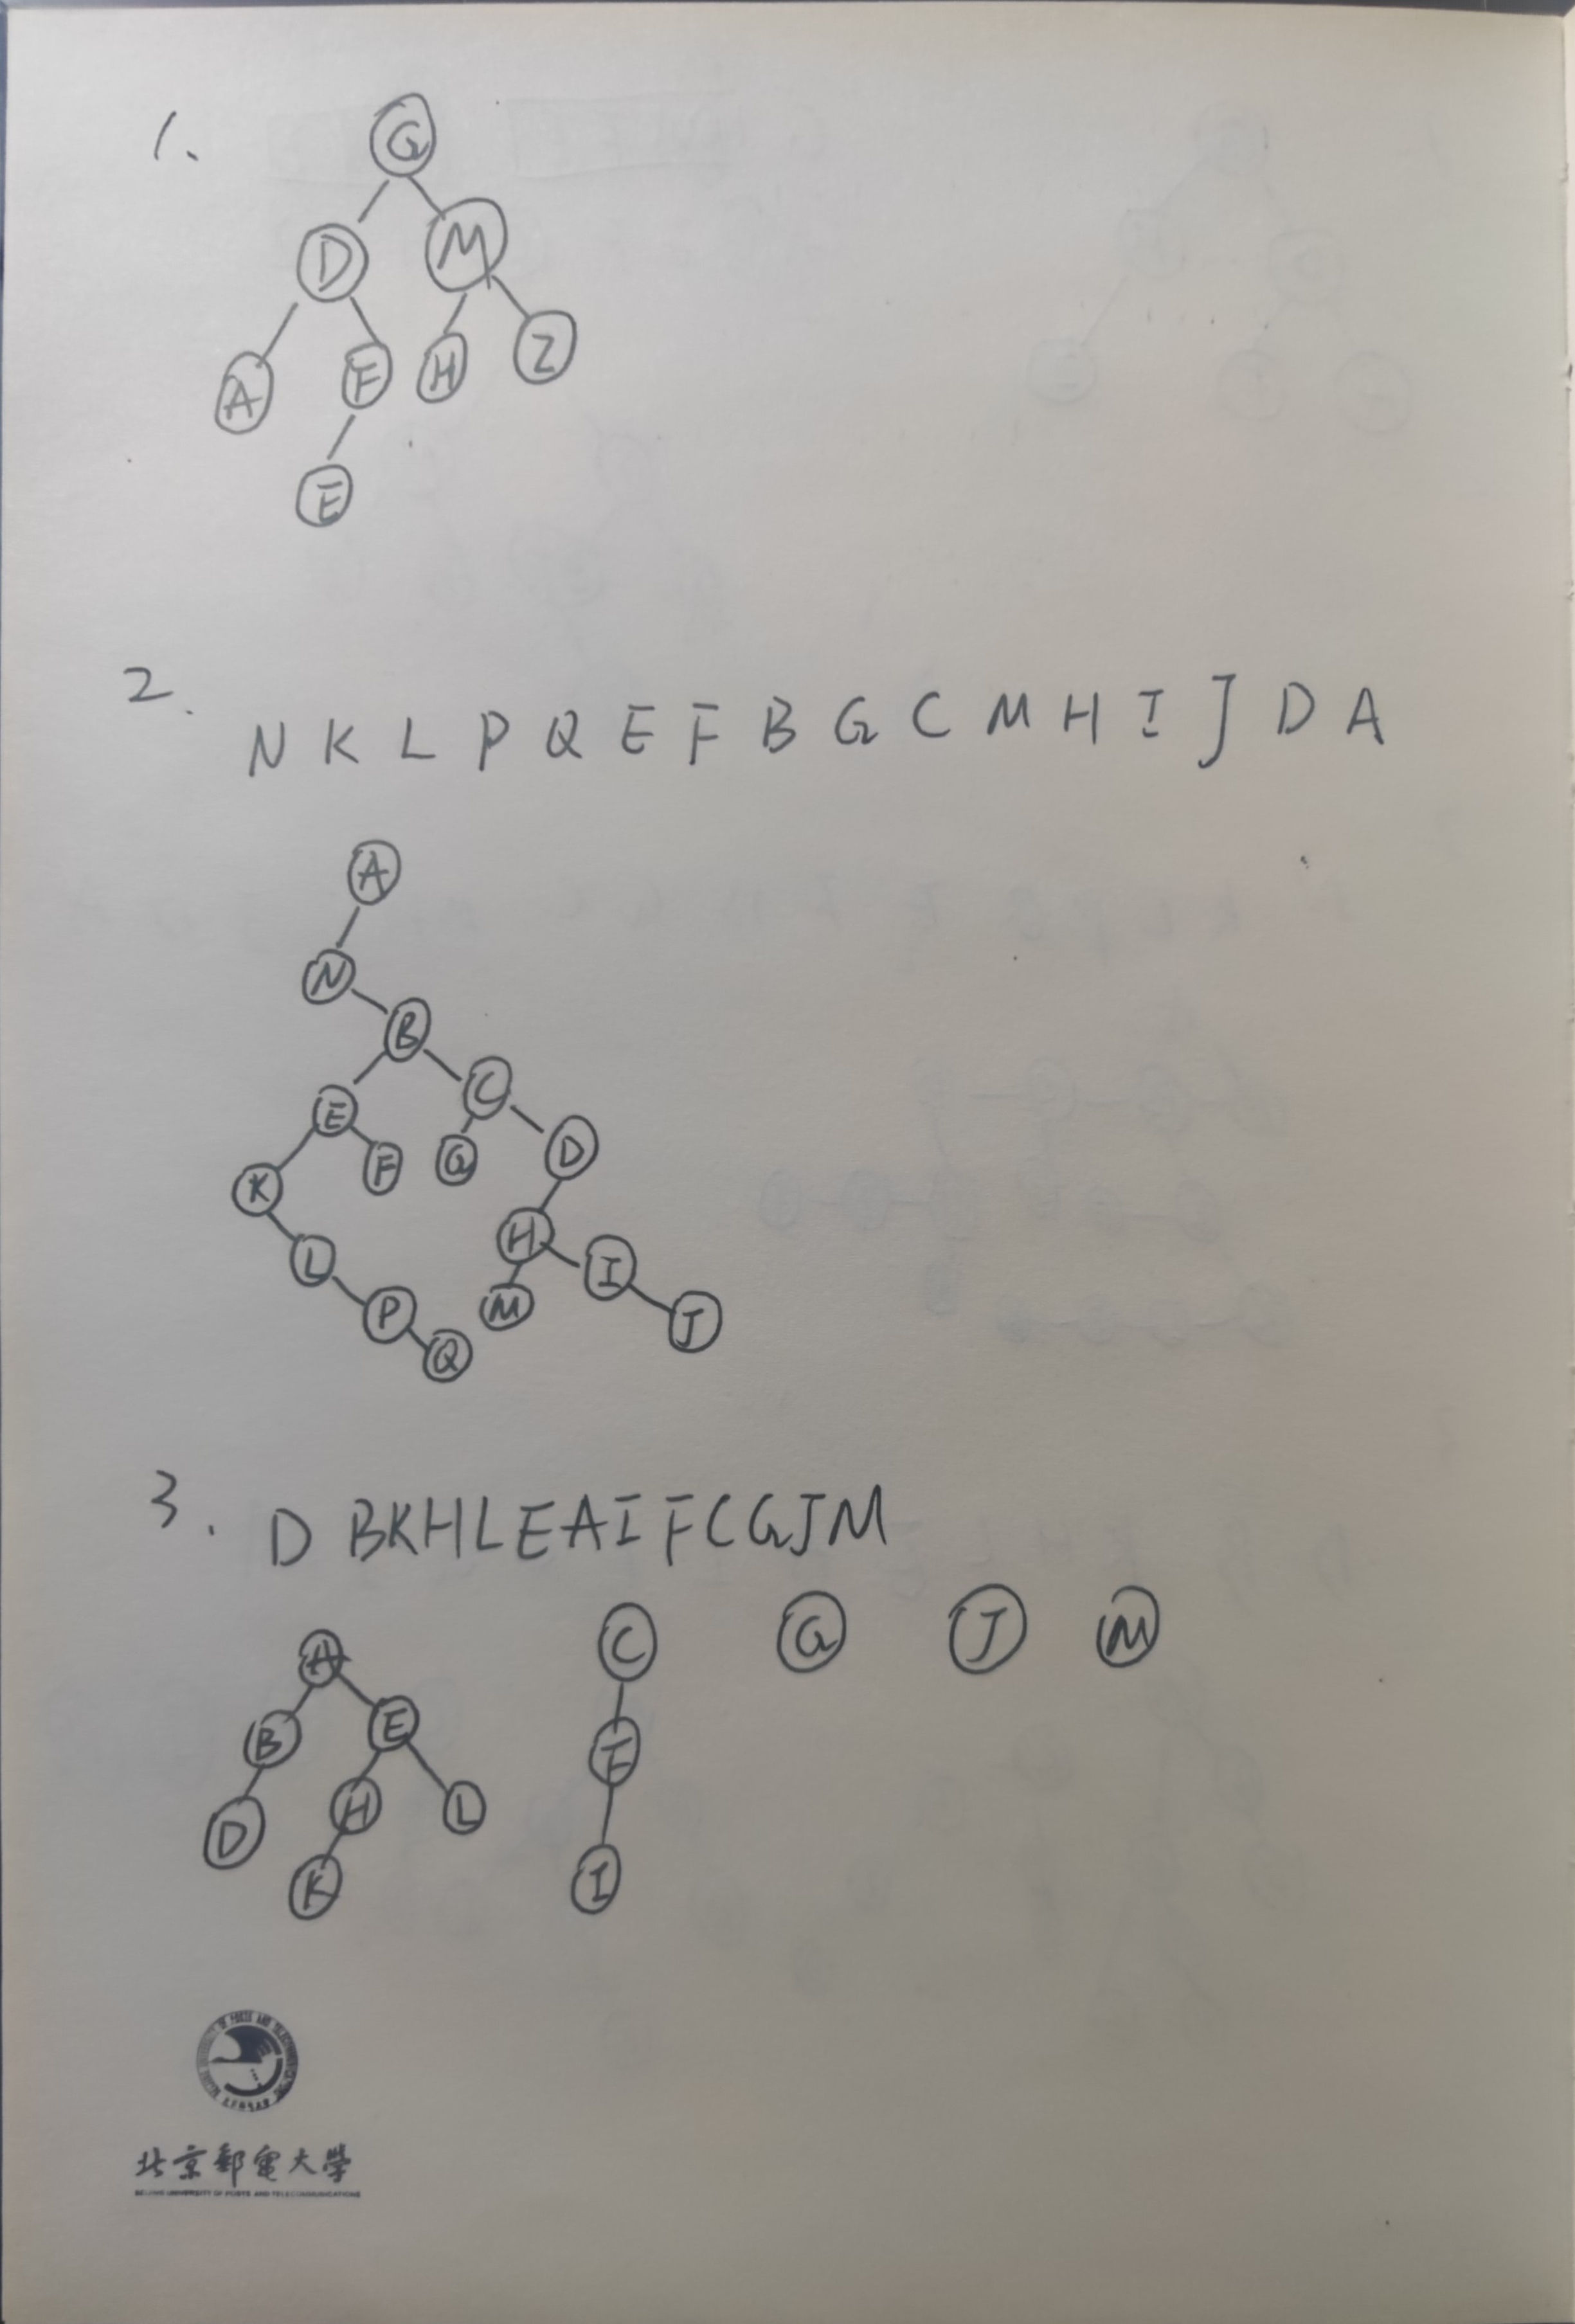 1.
G
D M
A F H Z
E
2. N K L P Q E F B G C M H I J D A
A
N
B
E C
K F G D
L H I
P Q M J
3. D BKHLEAIFCGJM
A C G J M
B E F
D H L
K I
北京郵電大學
BEIJING UNIVERSITY OF POSTS AND TELECOMMUNICATIONS